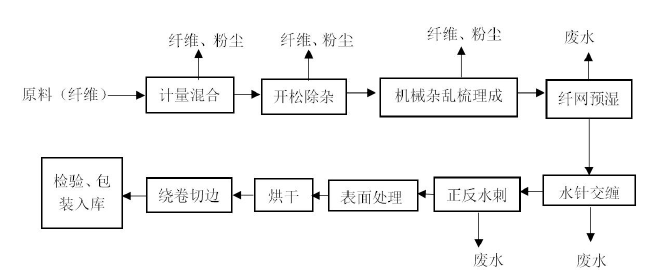 纤维、粉尘
纤维、粉尘
纤维、粉尘
废水
原料（纤维）
计量混合
开松除杂
机械杂乱梳理成
纤网预湿
检验、包
装入库
绕卷切边
烘干
表面处理
正反水刺
水针交缠
废水
废水